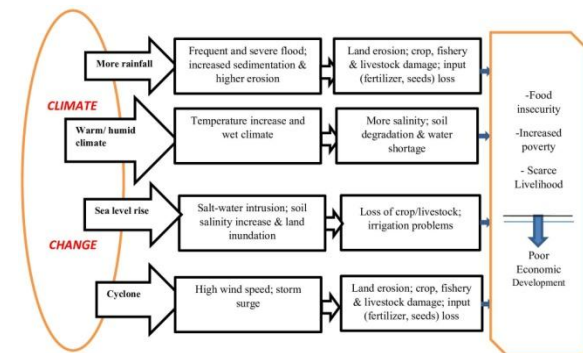 More rainfall
Frequent and severe flood;
increased sedimentation &
higher erosion
Land erosion; crop, fishery
& livestock damage; input
(fertilizer, seeds) loss
CLIMATE
Warm/ humid
climate
Temperature increase and
wet climate
More salinity; soil
degradation & water
shortage
Sea level rise
Salt-water intrusion; soil
salinity increase & land
inundation
Loss of crop/livestock;
irrigation problems
CHANGE
Cyclone
High wind speed; storm
surge
Land erosion; crop, fishery
& livestock damage; input
(fertilizer, seeds) loss
-Food
insecurity
-Increased
poverty
- Scarce
Livelihood
Poor
Economic
Development